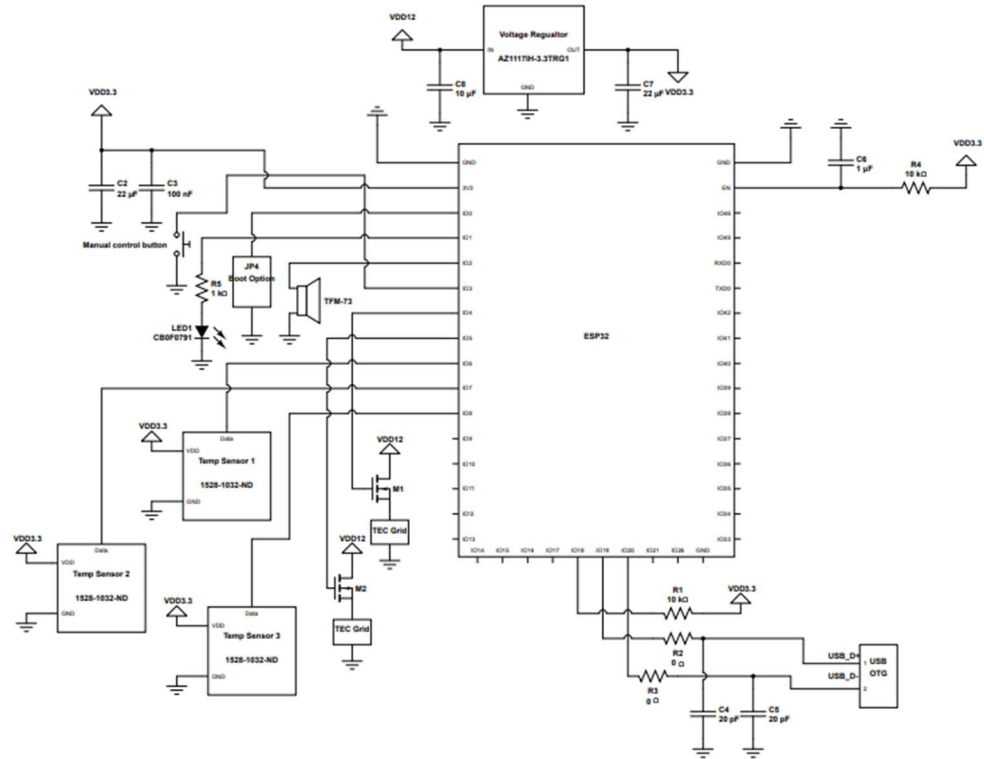 VDD12
Voltage Regualtor
AZ1117IH-3.3TRG1
IN
OUT
GND
C8
10 µF
C7
22 µF
VDD3.3
VDD3.3
C2
22 µF
C3
100 nF
Manual control button
R5
1 kΩ
LED1
CB0F0791
JP4
Boot Option
TFM-73
C6
1 µF
R4
10 kΩ
VDD3.3
ESP32
GND
3V3
IO0
IO1
IO2
IO3
IO4
IO5
IO6
IO7
IO8
IO9
IO10
IO11
IO12
IO13
IO14
IO15
IO16
IO17
IO18
IO19
IO20
IO21
IO26
GND
GND
EN
IO46
IO45
RXD0
TXD0
IO42
IO41
IO40
IO39
IO38
IO37
IO36
IO35
IO34
IO33
VDD3.3
Data
VDD
Temp Sensor 1
1528-1032-ND
GND
VDD12
M1
TEC Grid
VDD3.3
Data
VDD
Temp Sensor 2
1528-1032-ND
GND
VDD12
M2
TEC Grid
VDD3.3
Data
VDD
Temp Sensor 3
1528-1032-ND
GND
R1
10 kΩ
VDD3.3
R2
0 Ω
R3
0 Ω
C4
20 pF
C5
20 pF
USB_D+
USB_D-
1
2
USB
OTG